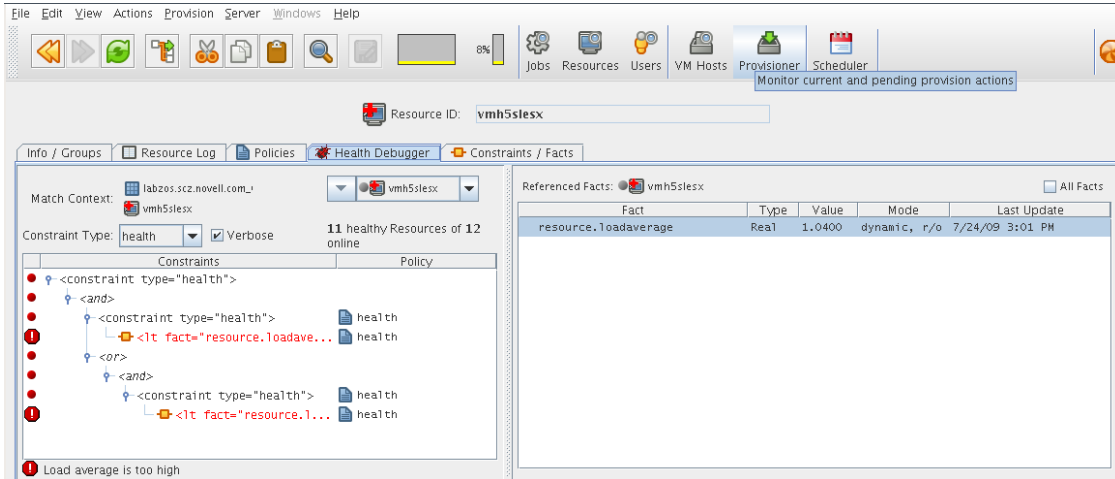 File Edit View Actions Provision Server Windows Help
8%
Jobs Resources Users VM Hosts Provisioner Scheduler
Monitor current and pending provision actions
Resource ID: vmh5slesx
Info / Groups Resource Log Policies Health Debugger Constraints / Facts
Match Context: labzos.scz.novell.com_
vmh5slesx
vmh5slesx
Constraint Type: health Verbose
11 healthy Resources of 12
online
Constraints Policy
<constraint type="health">
<and>
<constraint type="health"> health
<lt fact="resource.loadave... health
<or>
<and>
<constraint type="health"> health
<lt fact="resource.l... health
Load average is too high
Referenced Facts: vmh5slesx All Facts
Fact Type Value Mode Last Update
resource.loadaverage Real 1.0400 dynamic, r/o 7/24/09 3:01 PM